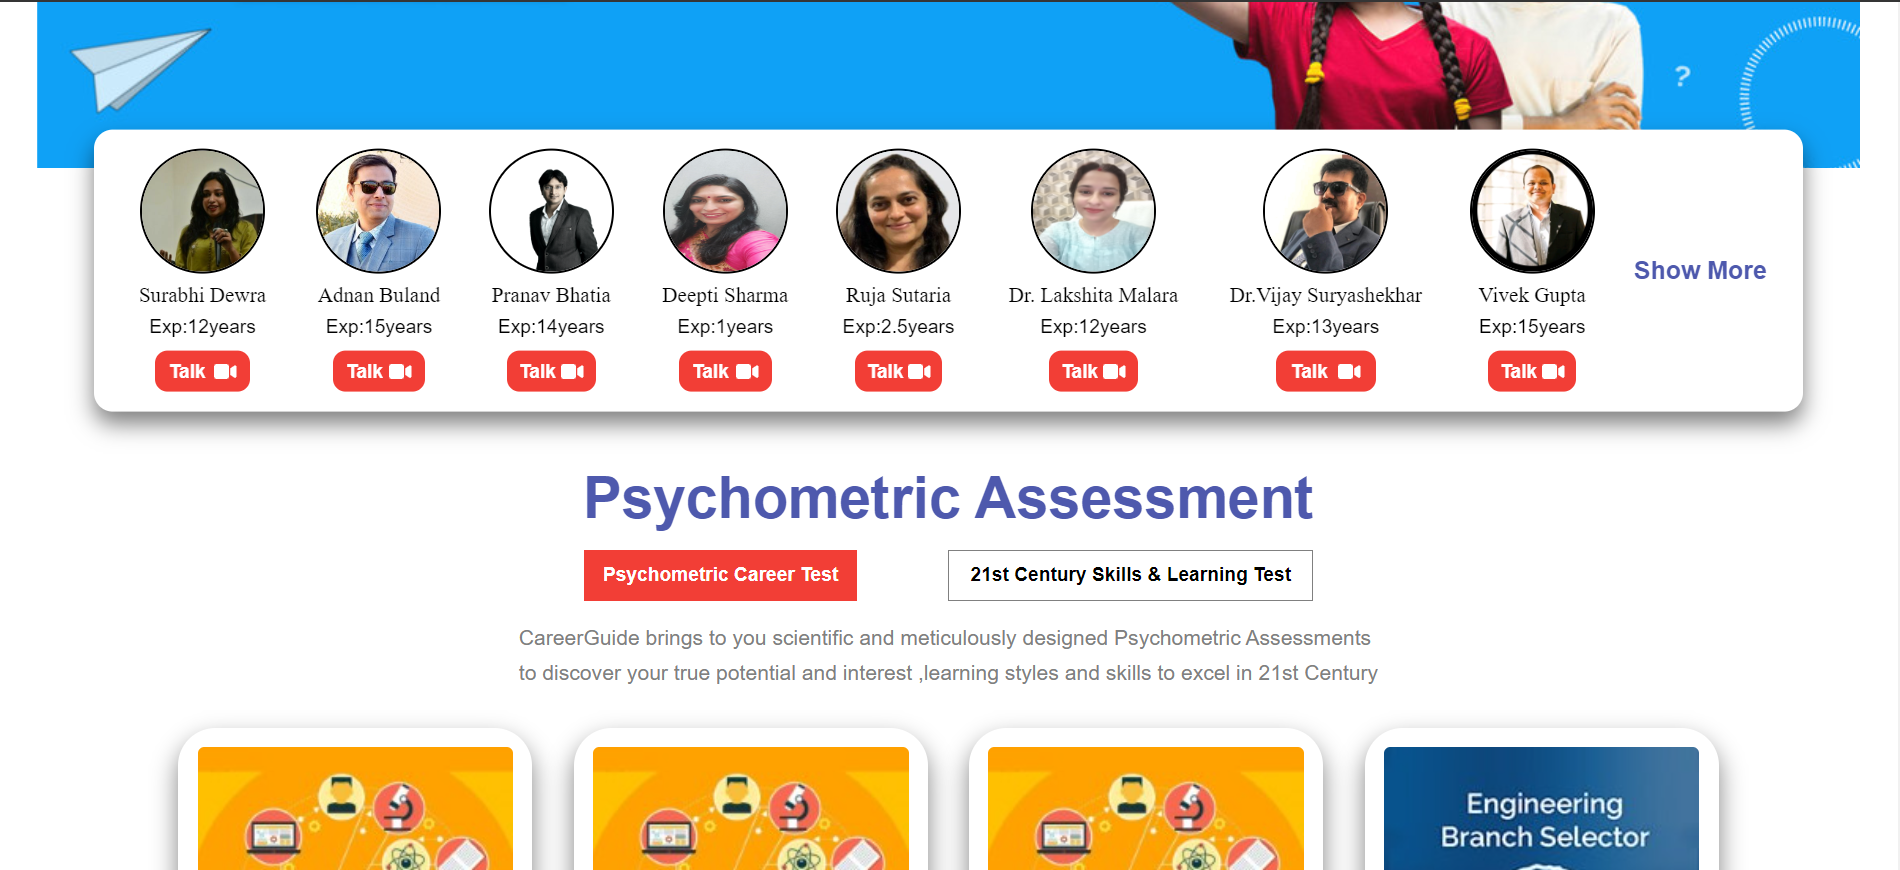 ?
Surabhi Dewra
Exp:12years
Talk
Adnan Buland
Exp:15years
Talk
Pranav Bhatia
Exp:14years
Talk
Deepti Sharma
Exp:1years
Talk
Ruja Sutaria
Exp:2.5years
Talk
Dr. Lakshita Malara
Exp:12years
Talk
Dr.Vijay Suryashekhar
Exp:13years
Talk
Vivek Gupta
Exp:15years
Talk
Show More
Psychometric Assessment
Psychometric Career Test
21st Century Skills & Learning Test
CareerGuide brings to you scientific and meticulously designed Psychometric Assessments
to discover your true potential and interest ,learning styles and skills to excel in 21st Century
Engineering
Branch Selector